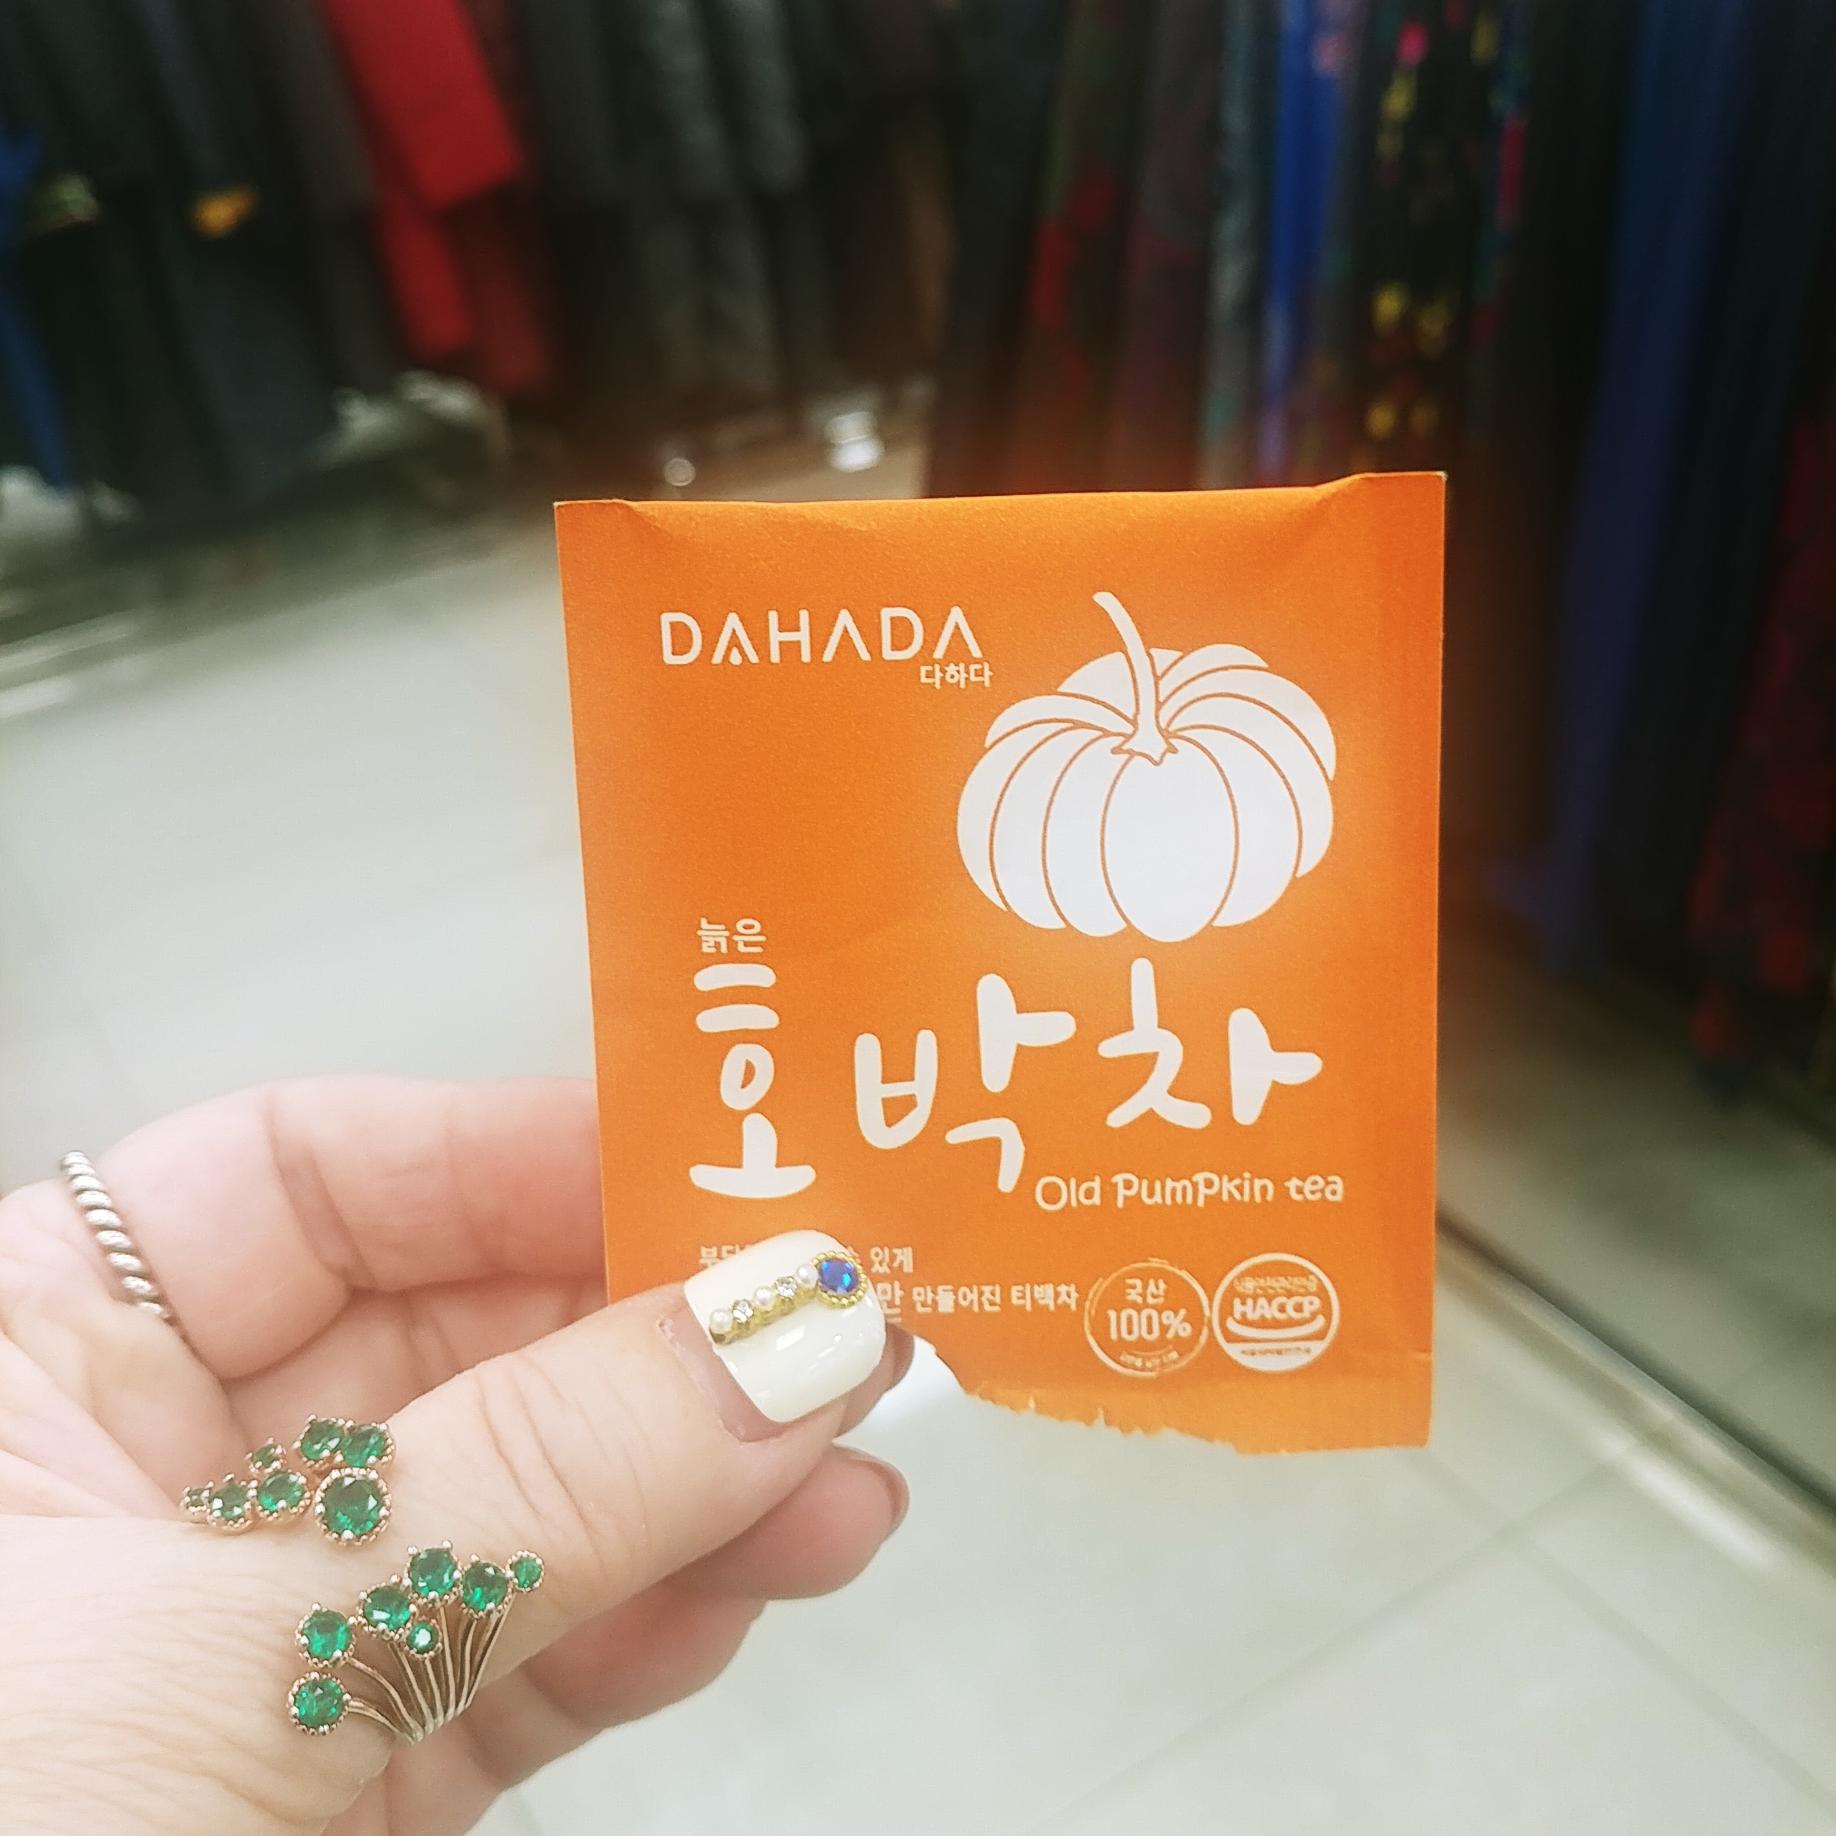 DAHADA
다하다
늙은
호박차
Old Pumpkin tea
있게
만 만들어진 티백차
국산
100%
HACCP